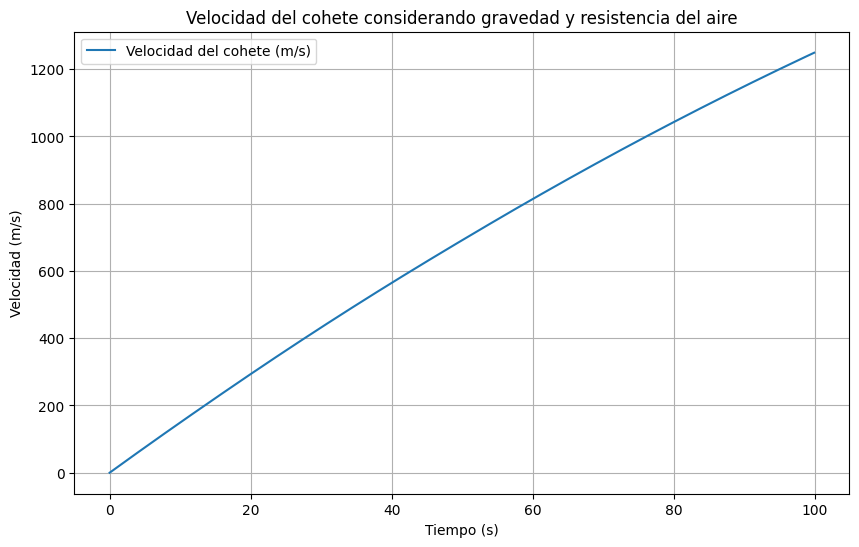 Velocidad del cohete considerando gravedad y resistencia del aire
Velocidad del cohete (m/s)
1200
1000
800
600
400
200
0
Velocidad (m/s)
0 20 40 60 80 100
Tiempo (s)